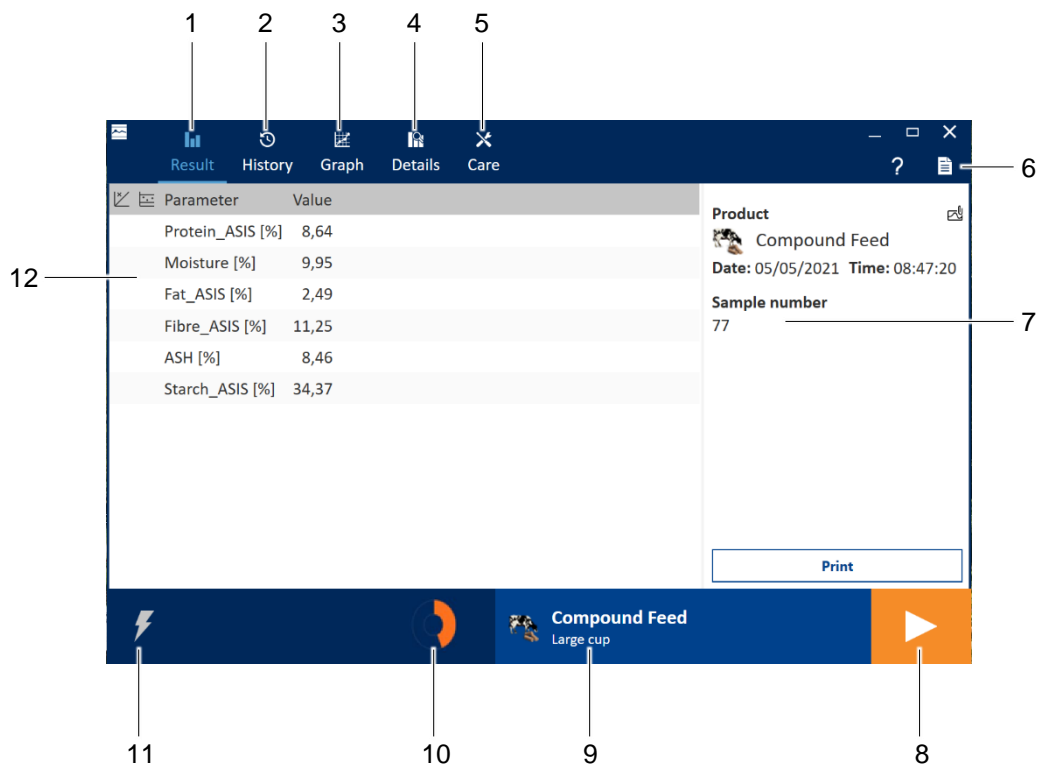 1 2 3 4 5
Result History Graph Details Care
? 6
Parameter Value
Protein_ASIS [%] 8,64
Moisture [%] 9,95
Fat_ASIS [%] 2,49
Fibre_ASIS [%] 11,25
ASH [%] 8,46
Starch_ASIS [%] 34,37
12
Product
Compound Feed
Date: 05/05/2021 Time: 08:47:20
Sample number
77
7
Print
Compound Feed
Large cup
11 10 9 8